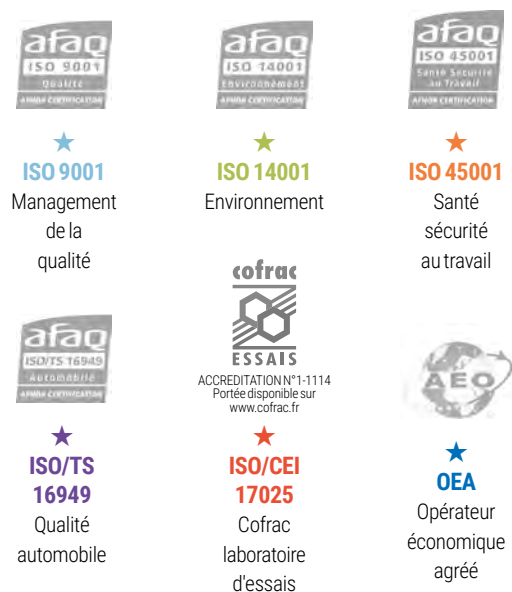 afaq
ISO 9001
Qualité
AFNOR CERTIFICATION
★
ISO 9001
Management
de la
qualité
afaq
ISO 14001
Environnement
AFNOR CERTIFICATION
★
ISO 14001
Environnement
afaq
ISO 45001
Santé Sécurité
au Travail
AFNOR CERTIFICATION
★
ISO 45001
Santé
sécurité
au travail
afaq
ISO/TS 16949
Automobile
AFNOR CERTIFICATION
★
ISO/TS
16949
Qualité
automobile
cofrac
ESSAIS
ACCREDITATION N°1-1114
Portée disponible sur
www.cofrac.fr
★
ISO/CEI
17025
Cofrac
laboratoire
d'essais
AEO
★
OEA
Opérateur
économique
agréé